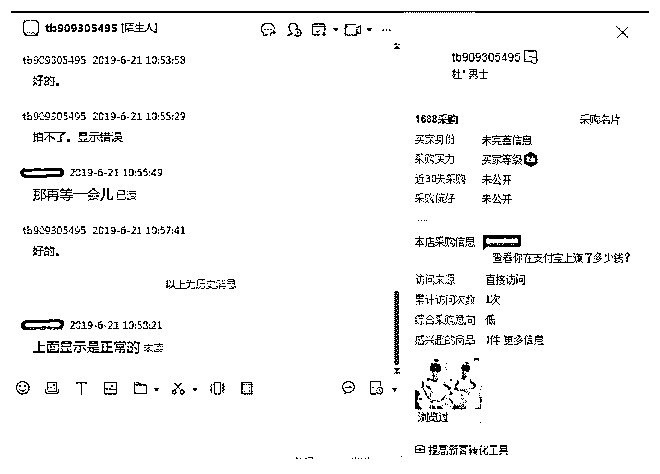 tb909305495 [陌生人]
tb909305495 2019-6-21 10:53:53
好的。
tb909305495 2019-6-21 10:55:29
拍不了。显示错误
2019-6-21 10:55:49
那再等一会儿 已读
tb909305495 2019-6-21 10:57:41
好的。
以上为历史消息
2019-6-21 10:58:21
上面显示是正常的 未读
tb909305495
杜* 男士
1688采购
采购名片
买家身份 未完善信息
采购实力 买家等级
近30天采购 未公开
采购偏好 未公开
....
本店采购信息
查看你在支付宝上赚了多少钱?
访问来源 直接访问
累计访问次数 1次
综合采购意向 低
感兴趣的商品 1件 更多信息
浏览过
提高新客转化工具